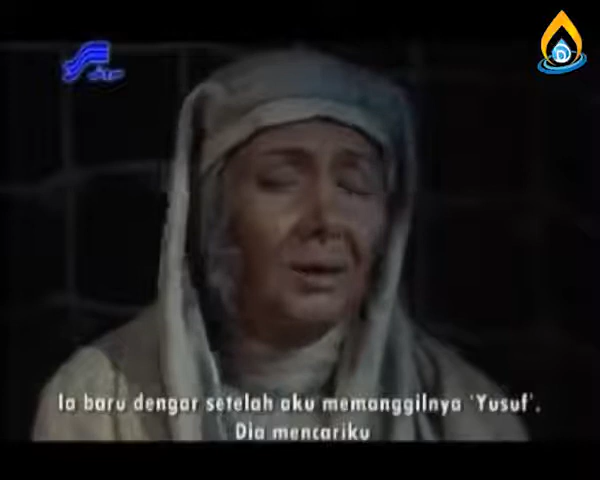 Ia baru dengar setelah aku memanggilnya 'Yusuf'.
Dia mencariku